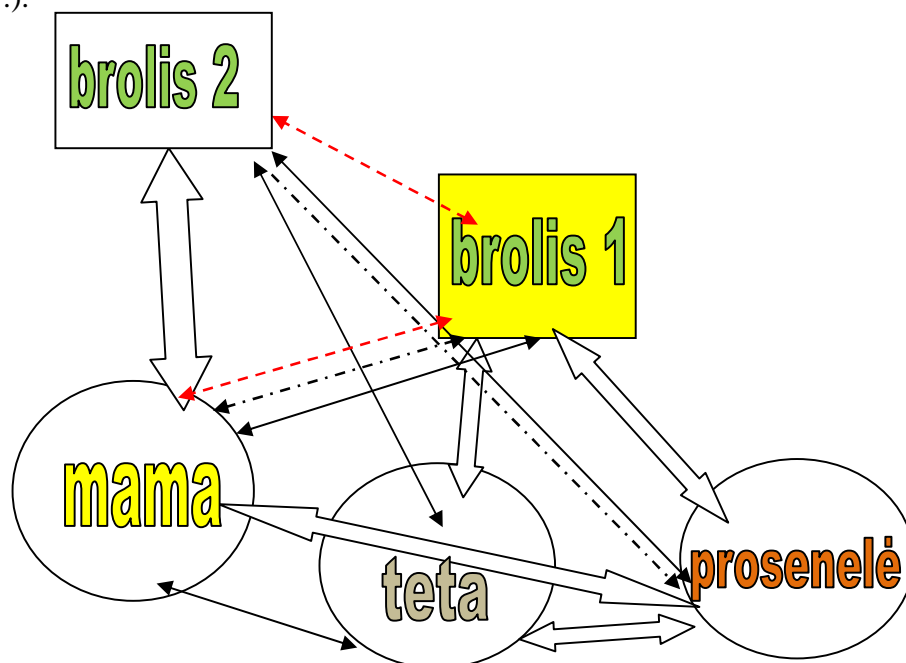 .).
brolis 2
brolis 1
mama
teta
prosenelė